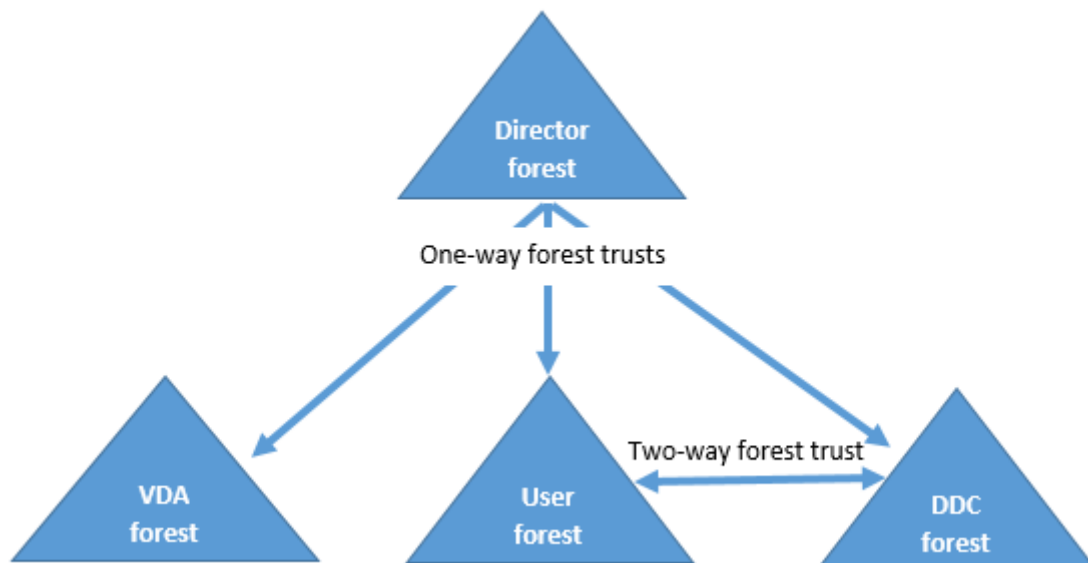 Director
forest
One-way forest trusts
Two-way forest trust
VDA
forest
User
forest
DDC
forest